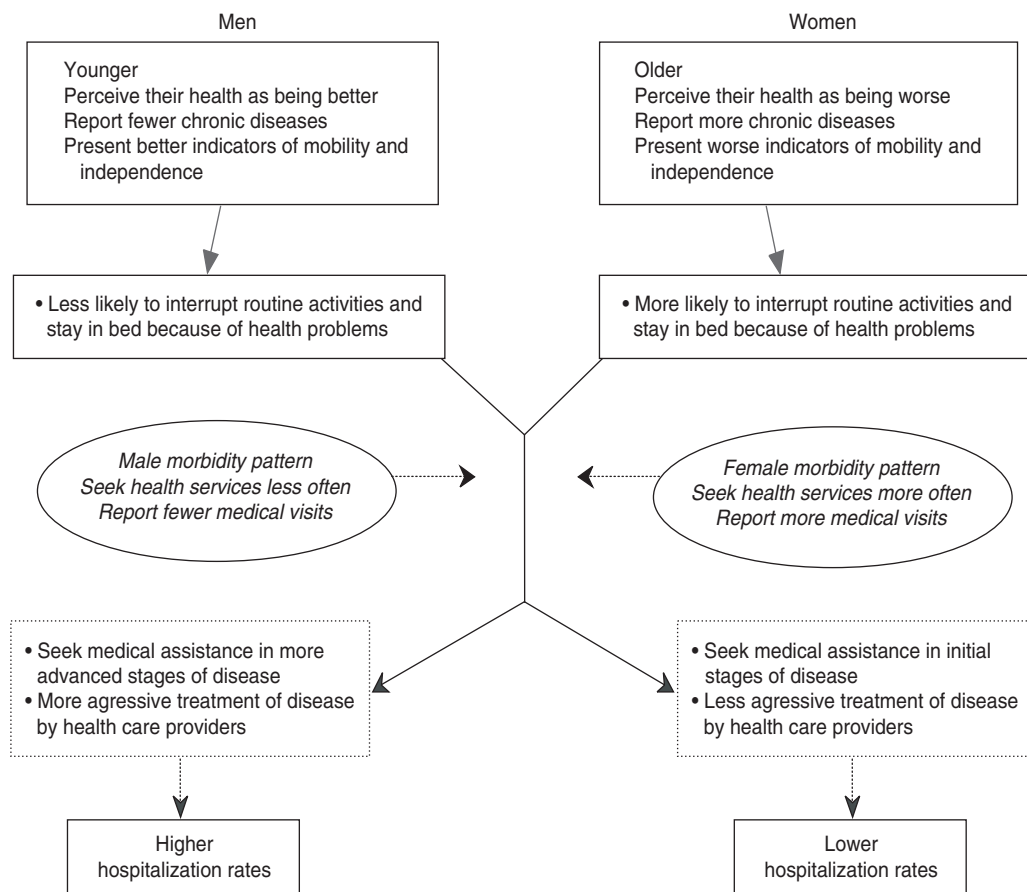 Men
Younger
Perceive their health as being better
Report fewer chronic diseases
Present better indicators of mobility and
independence
• Less likely to interrupt routine activities and
stay in bed because of health problems
Male morbidity pattern
Seek health services less often
Report fewer medical visits
• Seek medical assistance in more
advanced stages of disease
• More agressive treatment of disease
by health care providers
Higher
hospitalization rates
Women
Older
Perceive their health as being worse
Report more chronic diseases
Present worse indicators of mobility and
independence
• More likely to interrupt routine activities and
stay in bed because of health problems
Female morbidity pattern
Seek health services more often
Report more medical visits
• Seek medical assistance in initial
stages of disease
• Less agressive treatment of disease
by health care providers
Lower
hospitalization rates